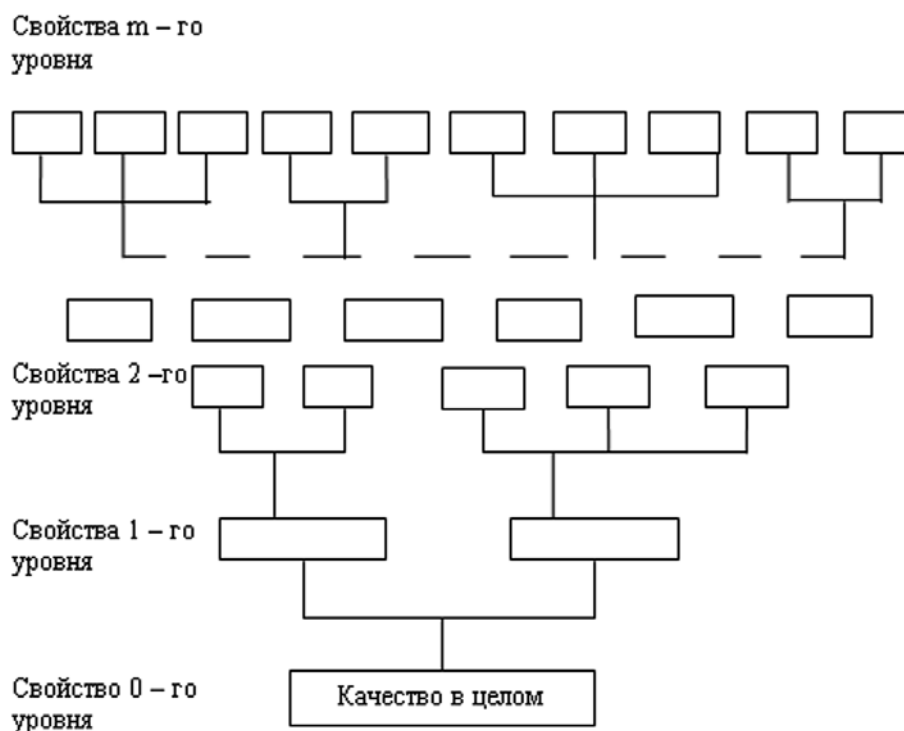 Свойства m – го
уровня
Свойства 2 –го
уровня
Свойства 1 – го
уровня
Свойство 0 – го
уровня
Качество в целом